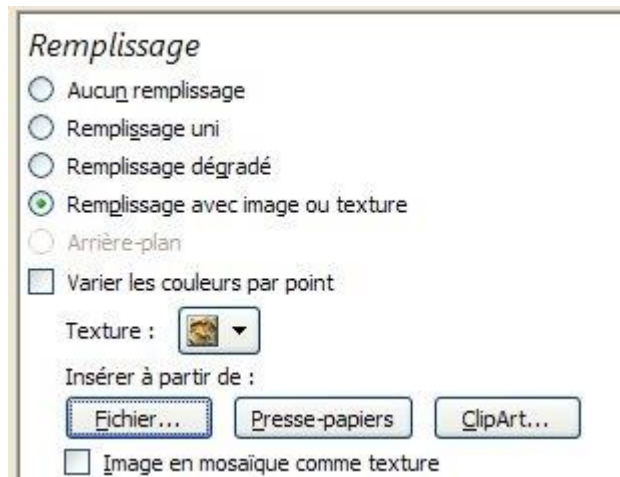 Remplissage
Aucun remplissage
Remplissage uni
Remplissage dégradé
Remplissage avec image ou texture
Arrière-plan
Varier les couleurs par point
Texture :
Insérer à partir de :
Fichier... Presse-papiers ClipArt...
Image en mosaïque comme texture